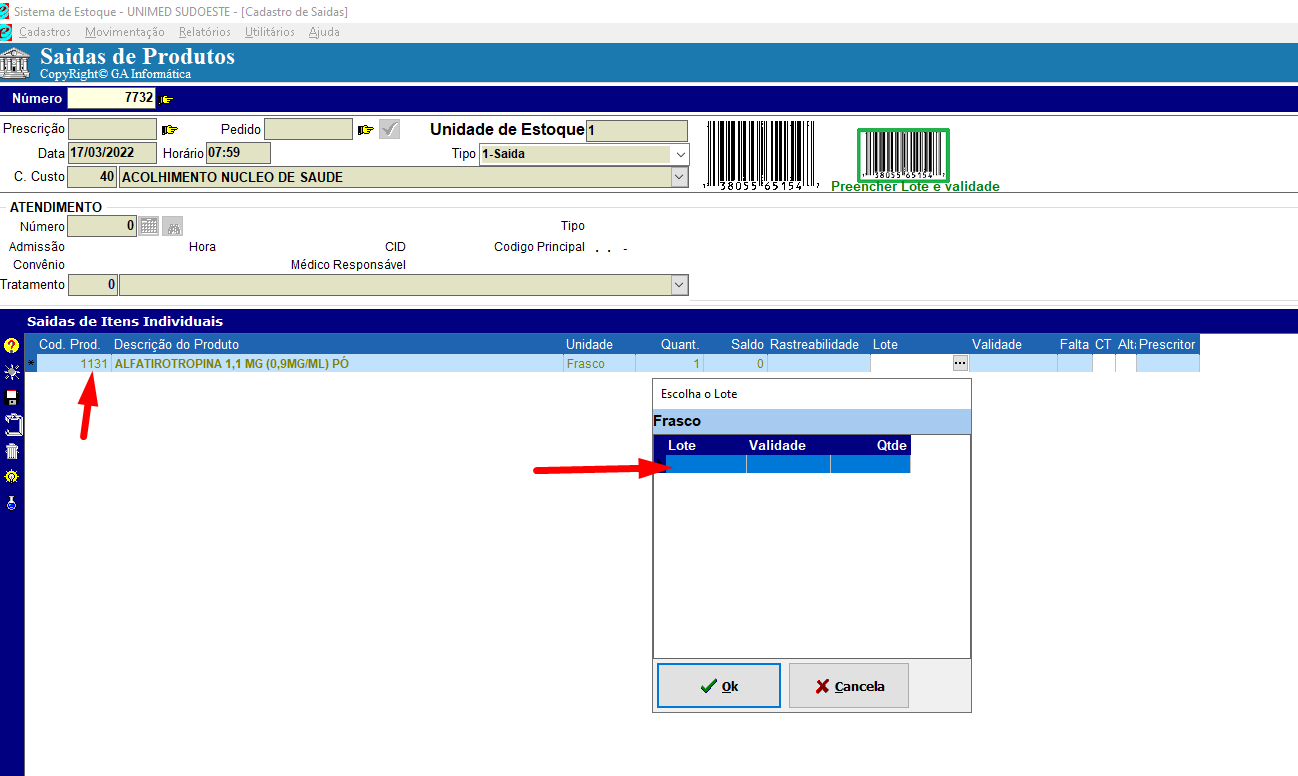 Sistema de Estoque - UNIMED SUDOESTE - [Cadastro de Saidas]
Cadastros Movimentação Relatórios Utilitários Ajuda
Saidas de Produtos
CopyRight© GA Informática
Número 7732
Prescrição Pedido Unidade de Estoque 1
Data 17/03/2022 Horário 07:59 Tipo 1-Saida
C. Custo 40 ACOLHIMENTO NUCLEO DE SAUDE
1 38055 65154 7
1 38055 65154 7
Preencher Lote e validade
ATENDIMENTO
Número 0 Tipo
Admissão Hora CID Codigo Principal . . -
Convênio Médico Responsável
Tratamento 0
Saidas de Itens Individuais
Cod. Prod. Descrição do Produto Unidade Quant. Saldo Rastreabilidade Lote Validade Falta CT Alt: Prescritor
* 1131 ALFATIROTROPINA 1,1 MG (0,9MG/ML) PÓ Frasco 1 0 ...
Escolha o Lote
Frasco
Lote Validade Qtde
Ok Cancela